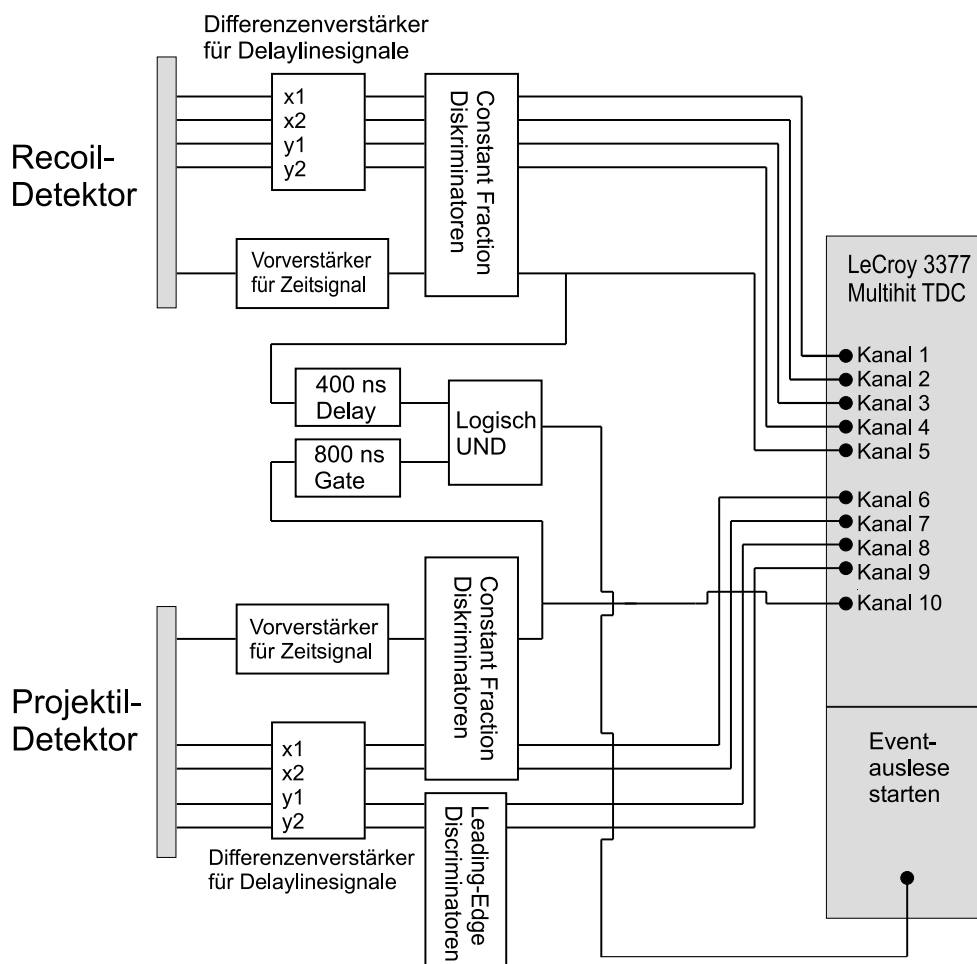 Differenzenverstärker
für Delaylinesignale
x1
x2
y1
y2
Constant Fraction
Diskriminatoren
Recoil-
Detektor
Vorverstärker
für Zeitsignal
LeCroy 3377
Multihit TDC
Kanal 1
Kanal 2
Kanal 3
Kanal 4
Kanal 5
Kanal 6
Kanal 7
Kanal 8
Kanal 9
Kanal 10
400 ns
Delay
800 ns
Gate
Logisch
UND
Constant Fraction
Diskriminatoren
Vorverstärker
für Zeitsignal
Projektil-
Detektor
x1
x2
y1
y2
Differenzenverstärker
für Delaylinesignale
Leading-Edge
Discriminatoren
Event-
auslese
starten